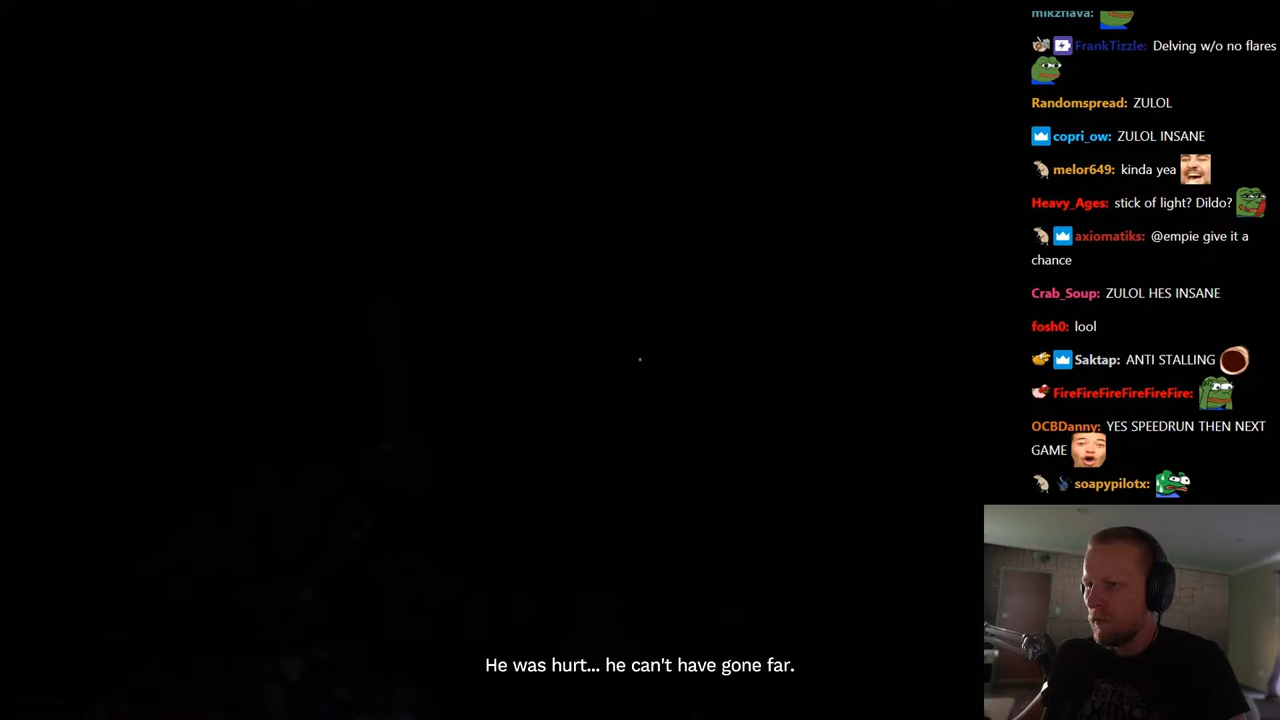 mikzflava:
FrankTizzle: Delving w/o no flares
Randomspread: ZULOL
copri_ow: ZULOL INSANE
melor649: kinda yea
Heavy_Ages: stick of light? Dildo?
axiomatiks: @empie give it a
chance
Crab_Soup: ZULOL HES INSANE
fosh0: lool
Saktap: ANTI STALLING
FireFireFireFireFireFire:
OCBDanny: YES SPEEDRUN THEN NEXT
GAME
soapypilotx:
He was hurt... he can't have gone far.